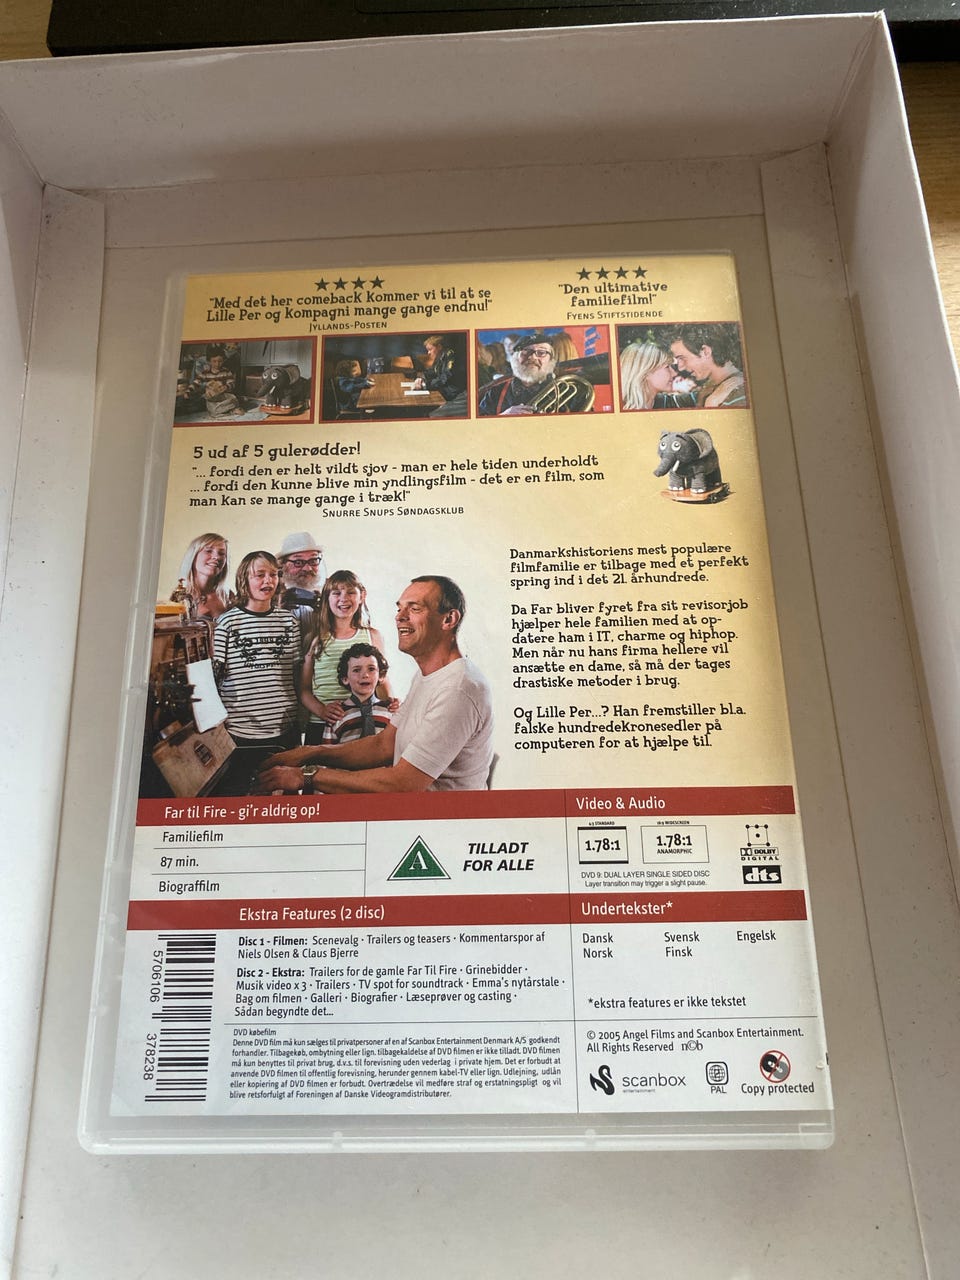 ★★★★
"Med det her comeback kommer vi til at se
Lille Per og Kompagni mange gange endnu!"
JYLLANDS-POSTEN
★★★★
"Den ultimative
familiefilm!"
FYENS STIFTSTIDENDE
5 ud af 5 gulerødder!
"... fordi den er helt vildt sjov - man er hele tiden underholdt
... fordi den kunne blive min yndlingsfilm - det er en film, som
man kan se mange gange i træk!"
SNURRE SNUPS SØNDAGSKLUB
Danmarkshistoriens mest populære
filmfamilie er tilbage med et perfekt
spring ind i det 21. århundrede.
Da Far bliver fyret fra sit revisorjob
hjælper hele familien med at op-
datere ham i IT, charme og hiphop.
Men når nu hans firma hellere vil
ansætte en dame, så må der tages
drastiske metoder i brug.
Og Lille Per...? Han fremstiller bl.a.
falske hundredekronesedler på
computeren for at hjælpe til.
Far til Fire - gi'r aldrig op!
Familiefilm
87 min.
Biograffilm
A
TILLADT
FOR ALLE
Video & Audio
4:3 STANDARD
1.78:1
16:9 WIDESCREEN
1.78:1
ANAMORPHIC
DVD 9: DUAL LAYER SINGLE SIDED DISC
Layer transition may trigger a slight pause.
DOLBY
DIGITAL
dts
Ekstra Features (2 disc)
Disc 1 - Filmen: Scenevalg · Trailers og teasers · Kommentarspor af
Niels Olsen & Claus Bjerre
Disc 2 - Ekstra: Trailers for de gamle Far Til Fire · Grinebidder ·
Musik video x 3 · Trailers · TV spot for soundtrack · Emma's nytårstale ·
Bag om filmen · Galleri · Biografier · Læseprøver og casting ·
Sådan begyndte det...
Undertekster*
Dansk Svensk Engelsk
Norsk Finsk
*ekstra features er ikke tekstet
5706106 378238
DVD købefilm
Denne DVD film må kun sælges til privatpersoner af en af Scanbox Entertainment Denmark A/S godkendt
forhandler. Tilbagekøb, ombytning eller lign. tilbagekaldelse af DVD filmen er ikke tilladt. DVD filmen
må kun benyttes til privat brug, d.v.s. til forevisning uden vederlag i private hjem. Det er forbudt at
anvende DVD filmen til offentlig forevisning, herunder gennem kabel-TV eller lign. Udlejning, udlån
eller kopiering af DVD filmen er forbudt. Overtrædelse vil medføre straf og erstatningspligt og vil
blive retsforfulgt af Foreningen af Danske Videogramdistributører.
© 2005 Angel Films and Scanbox Entertainment.
All Rights Reserved n©b
scanbox
entertainment
PAL
Copy protected